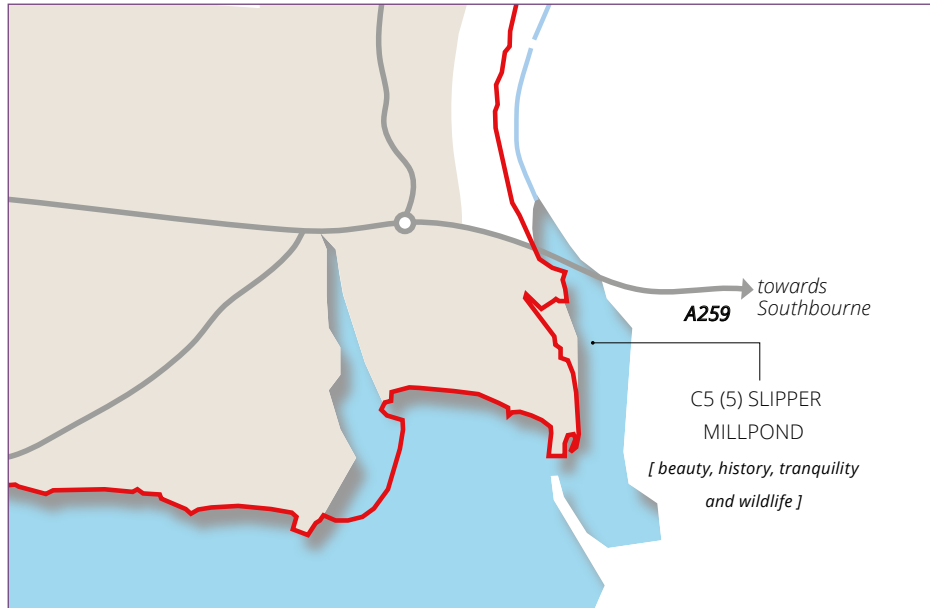 towards
Southbourne
A259
C5 (5) SLIPPER
MILLPOND
[ beauty, history, tranquility
and wildlife ]